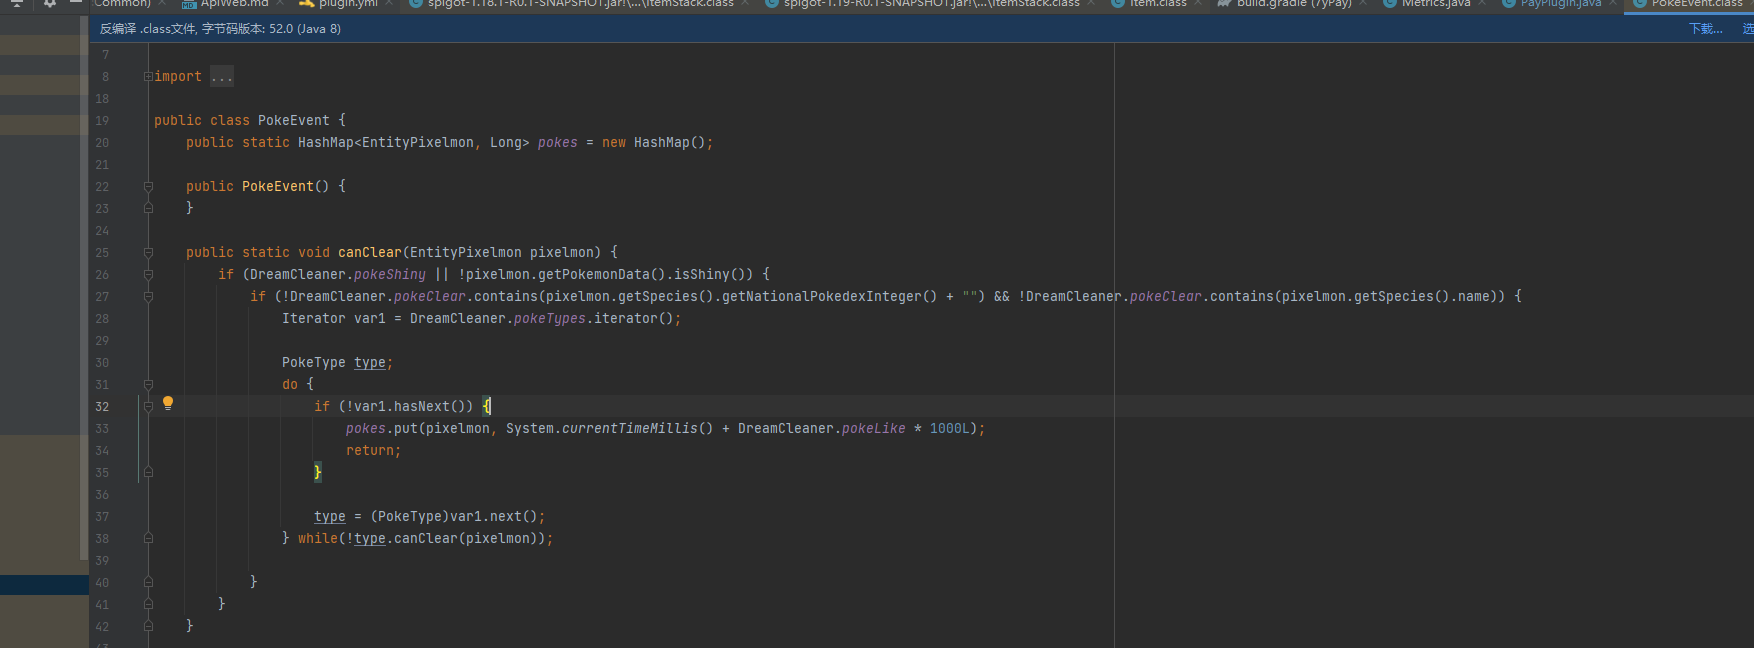 Common) ApiWeb.md plugin.yml spigot-1.18.1-R0.1-SNAPSHOT.jar!\...\ItemStack.class spigot-1.19-R0.1-SNAPSHOT.jar!\...\ItemStack.class Item.class build.gradle (7yPay) Metrics.java PayPlugin.java PokeEvent.class
反编译 .class文件, 字节码版本: 52.0 (Java 8) 下载... 选
7
8 import ...
18
19 public class PokeEvent {
20 public static HashMap<EntityPixelmon, Long> pokes = new HashMap();
21
22 public PokeEvent() {
23 }
24
25 public static void canClear(EntityPixelmon pixelmon) {
26 if (DreamCleaner.pokeShiny || !pixelmon.getPokemonData().isShiny()) {
27 if (!DreamCleaner.pokeClear.contains(pixelmon.getSpecies().getNationalPokedexInteger() + "") && !DreamCleaner.pokeClear.contains(pixelmon.getSpecies().name)) {
28 Iterator var1 = DreamCleaner.pokeTypes.iterator();
29
30 PokeType type;
31 do {
32 if (!var1.hasNext()) {
33 pokes.put(pixelmon, System.currentTimeMillis() + DreamCleaner.pokeLike * 1000L);
34 return;
35 }
36
37 type = (PokeType)var1.next();
38 } while(!type.canClear(pixelmon));
39
40 }
41 }
42 }